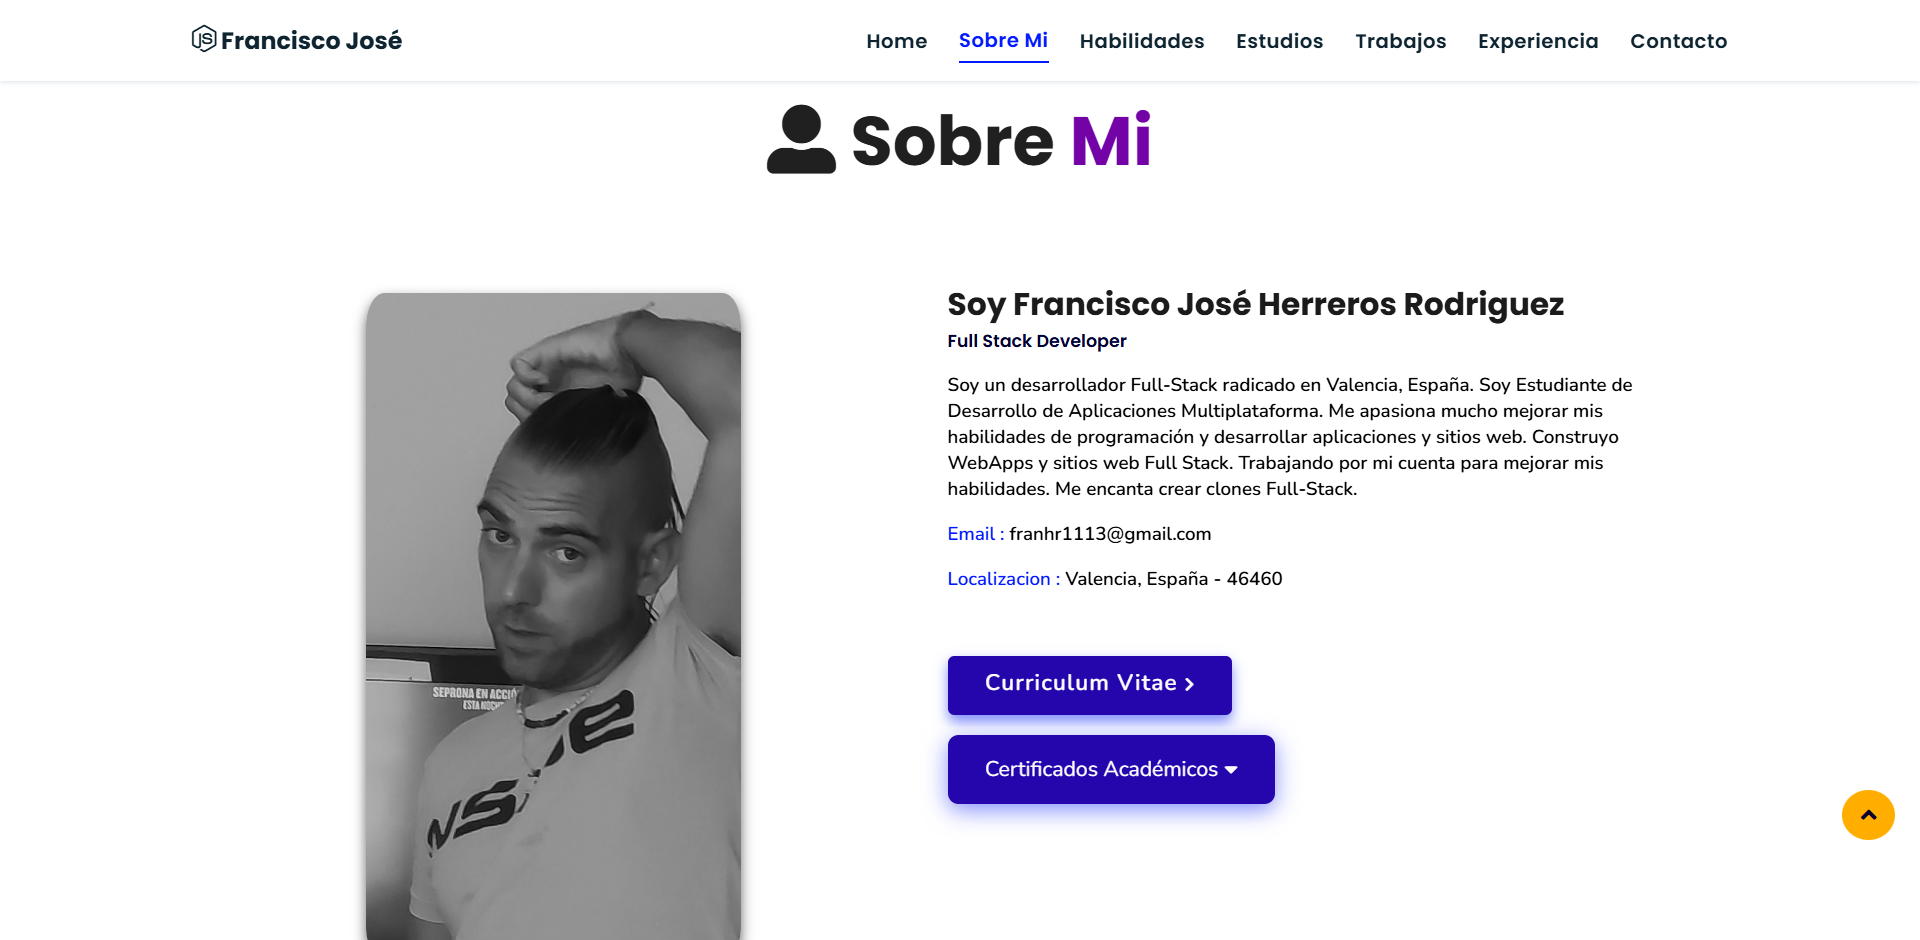 Francisco José
Home Sobre Mi Habilidades Estudios Trabajos Experiencia Contacto
Sobre Mi
Soy Francisco José Herreros Rodriguez
Full Stack Developer
Soy un desarrollador Full-Stack radicado en Valencia, España. Soy Estudiante de
Desarrollo de Aplicaciones Multiplataforma. Me apasiona mucho mejorar mis
habilidades de programación y desarrollar aplicaciones y sitios web. Construyo
WebApps y sitios web Full Stack. Trabajando por mi cuenta para mejorar mis
habilidades. Me encanta crear clones Full-Stack.
Email : franhr1113@gmail.com
Localizacion : Valencia, España - 46460
Curriculum Vitae
Certificados Académicos
SEPRONA EN ACCIÓ
ESTA NOCH